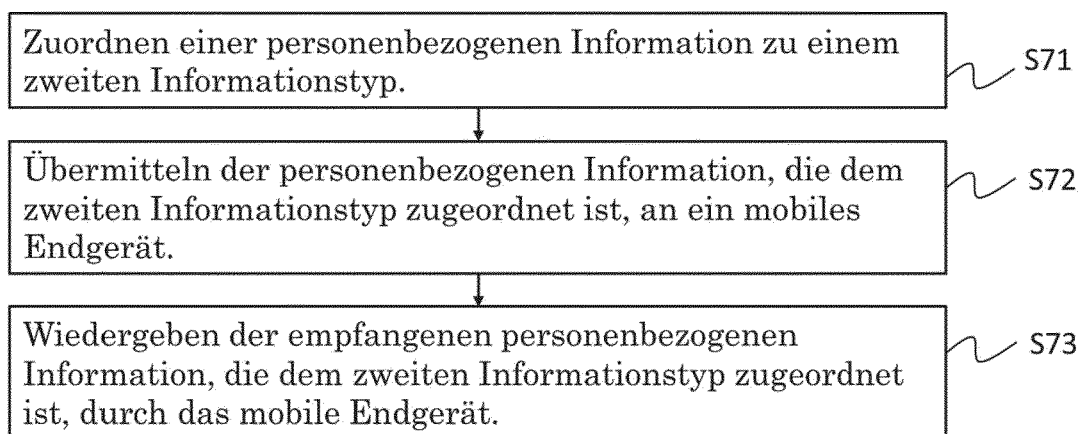 Zuordnen einer personenbezogenen Information zu einem
zweiten Informationstyp.
S71
Übermitteln der personenbezogenen Information, die dem
zweiten Informationstyp zugeordnet ist, an ein mobiles
Endgerät.
S72
Wiedergeben der empfangenen personenbezogenen
Information, die dem zweiten Informationstyp zugeordnet
ist, durch das mobile Endgerät.
S73